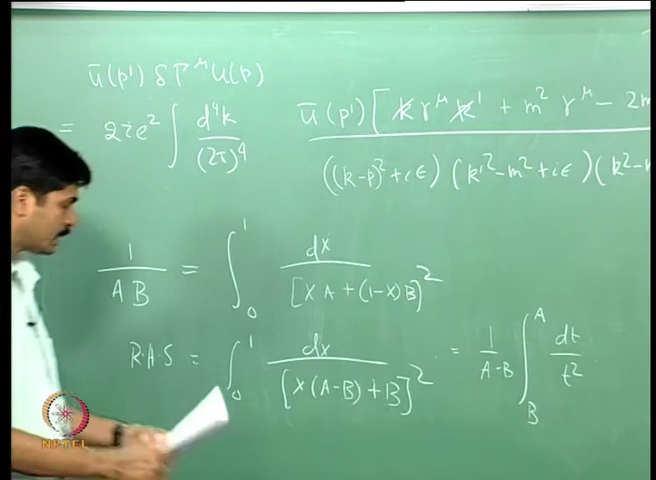 ū(p') δΓ^μ u(p)
= 2ie² ∫ d⁴k/(2π)⁴ ū(p') [ k̸ γ^μ k̸' + m² γ^μ − 2m
((k-p)² + iϵ) (k'² − m² + iϵ) (k² − m
1/AB = ∫₀¹ dx/[xA + (1-x)B]²
R.H.S = ∫₀¹ dx/[x(A-B) + B]² = 1/(A-B) ∫_B^A dt/t²
NPTEL